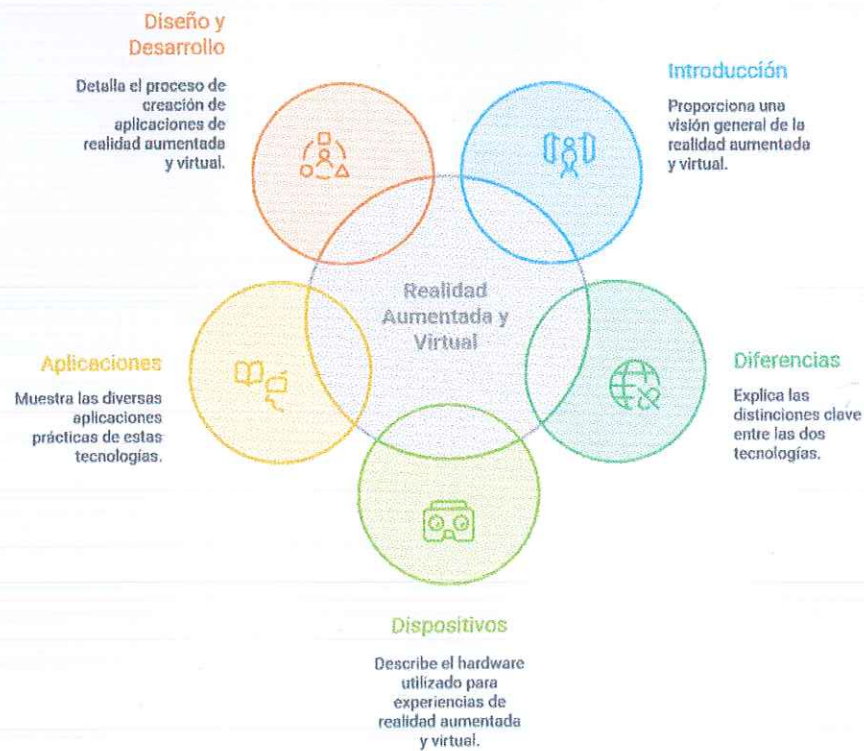 Diseño y
Desarrollo
Detalla el proceso de
creación de
aplicaciones de
realidad aumentada
y virtual.
Introducción
Proporciona una
visión general de la
realidad aumentada
y virtual.
Realidad
Aumentada y
Virtual
Aplicaciones
Muestra las diversas
aplicaciones
prácticas de estas
tecnologías.
Diferencias
Explica las
distinciones clave
entre las dos
tecnologías.
Dispositivos
Describe el hardware
utilizado para
experiencias de
realidad aumentada
y virtual.